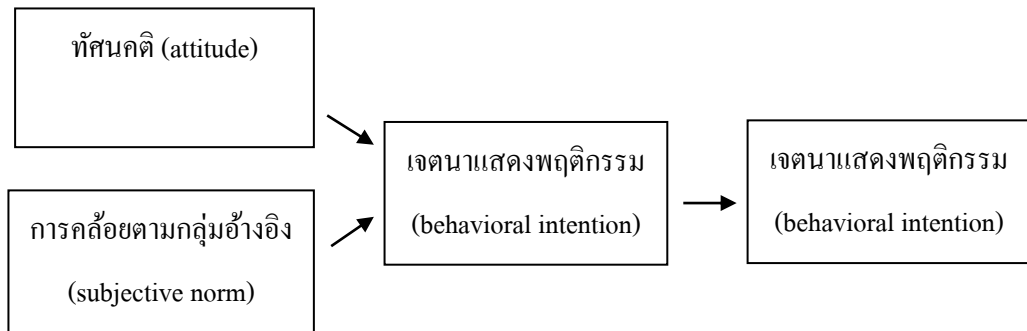 ทัศนคติ (attitude)
การคล้อยตามกลุ่มอ้างอิง
(subjective norm)
เจตนาแสดงพฤติกรรม
(behavioral intention)
เจตนาแสดงพฤติกรรม
(behavioral intention)